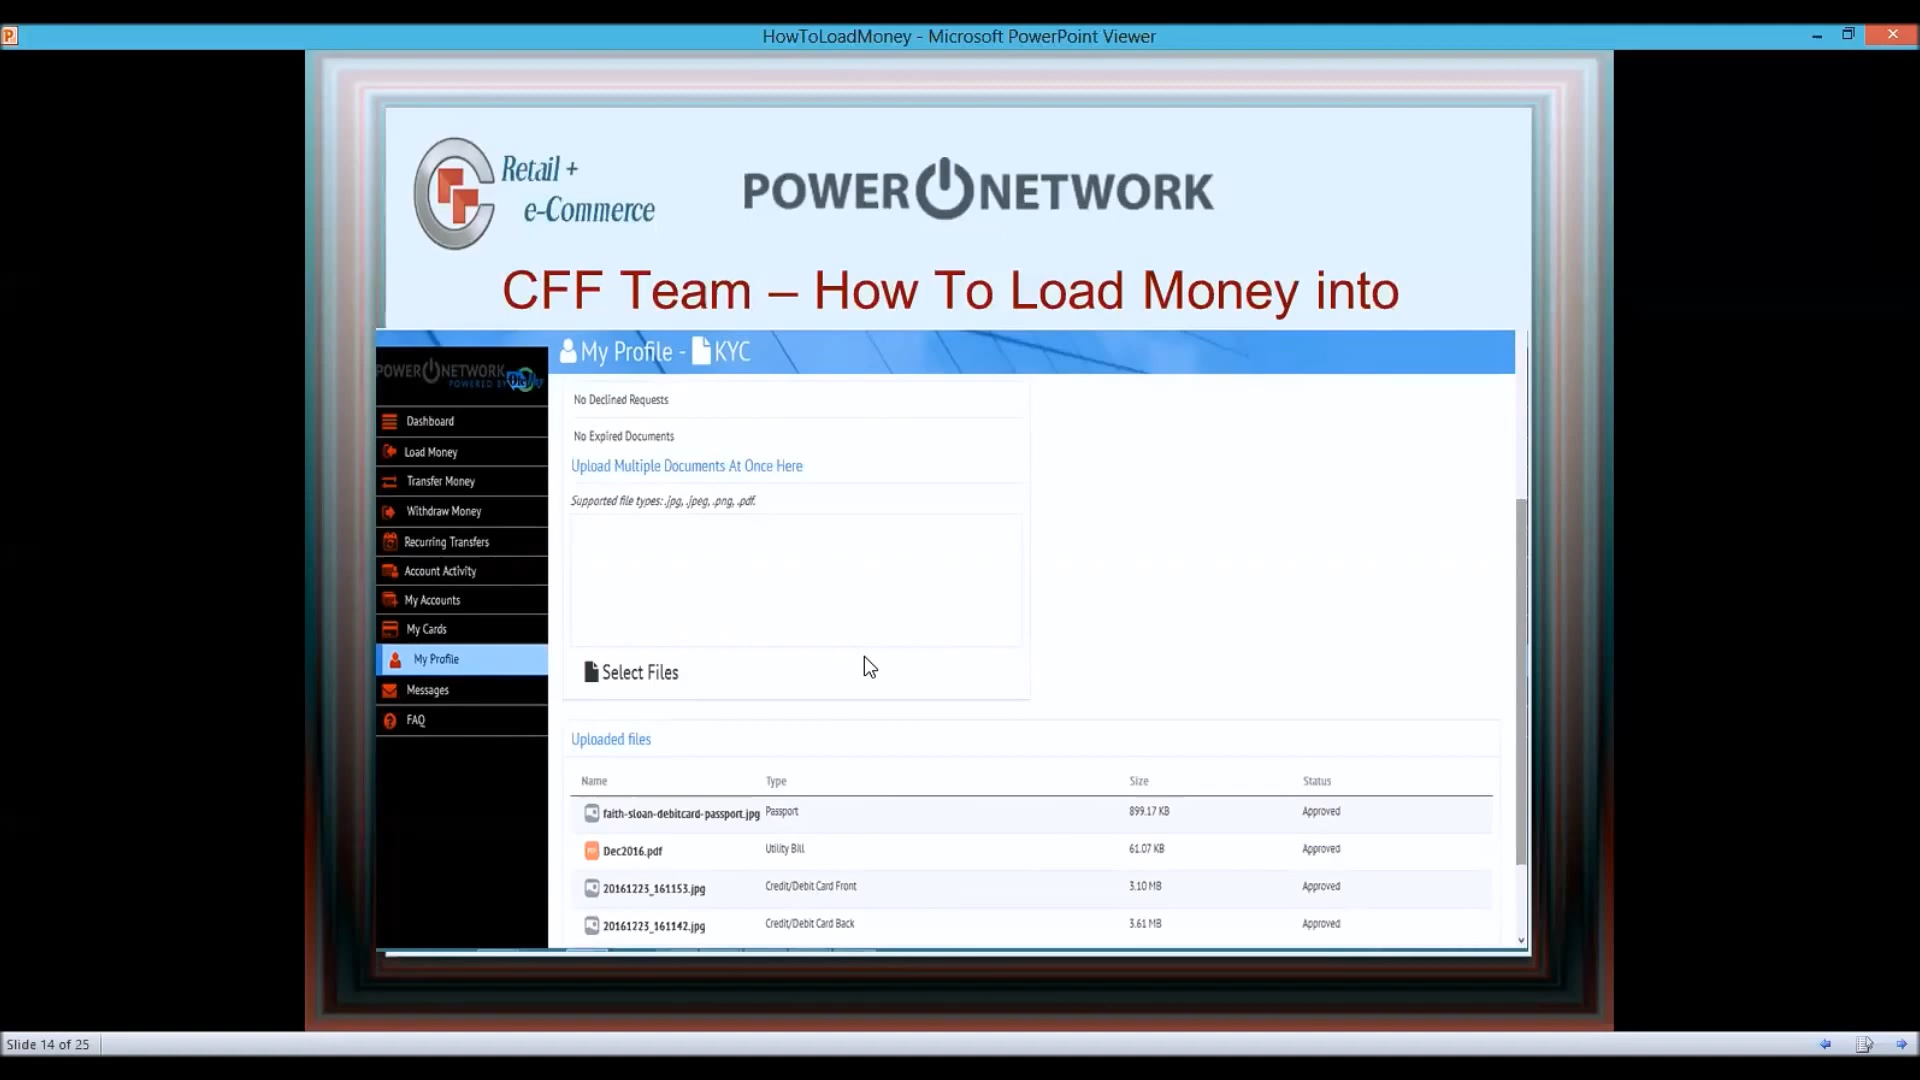 HowToLoadMoney - Microsoft PowerPoint Viewer
Retail +
e-Commerce
POWER NETWORK
CFF Team – How To Load Money into
My Profile - KYC
POWER NETWORK
POWERED BY
Dashboard
Load Money
Transfer Money
Withdraw Money
Recurring Transfers
Account Activity
My Accounts
My Cards
My Profile
Messages
FAQ
No Declined Requests
No Expired Documents
Upload Multiple Documents At Once Here
Supported file types: .jpg, .jpeg, .png, .pdf.
Select Files
Uploaded files
Name Type Size Status
faith-sloan-debitcard-passport.jpg Passport 899.17 KB Approved
Dec2016.pdf Utility Bill 61.07 KB Approved
20161223_161153.jpg Credit/Debit Card Front 3.10 MB Approved
20161223_161142.jpg Credit/Debit Card Back 3.61 MB Approved
Slide 14 of 25